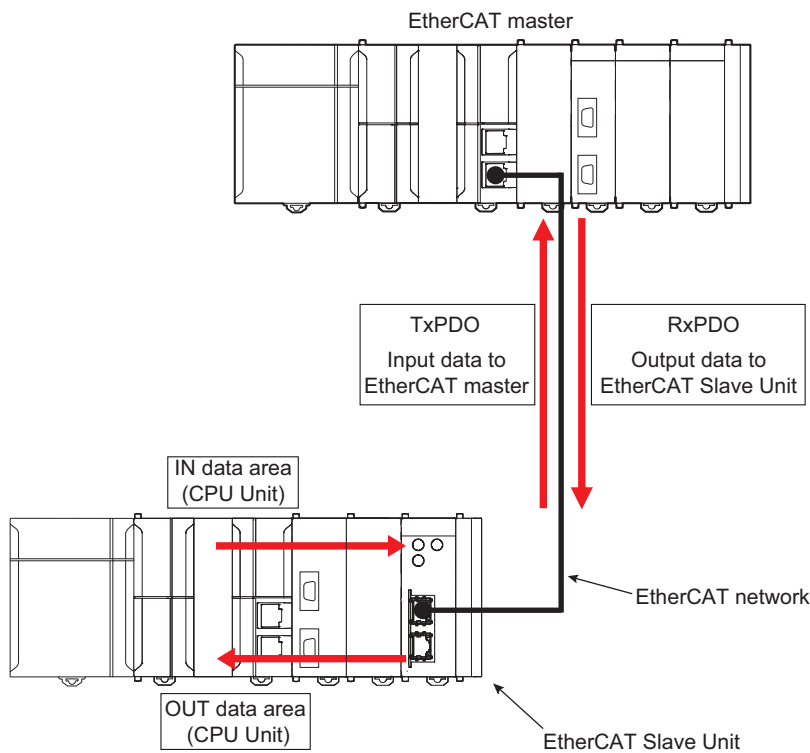 EtherCAT master
TxPDO
Input data to
EtherCAT master
RxPDO
Output data to
EtherCAT Slave Unit
IN data area
(CPU Unit)
EtherCAT network
OUT data area
(CPU Unit)
EtherCAT Slave Unit